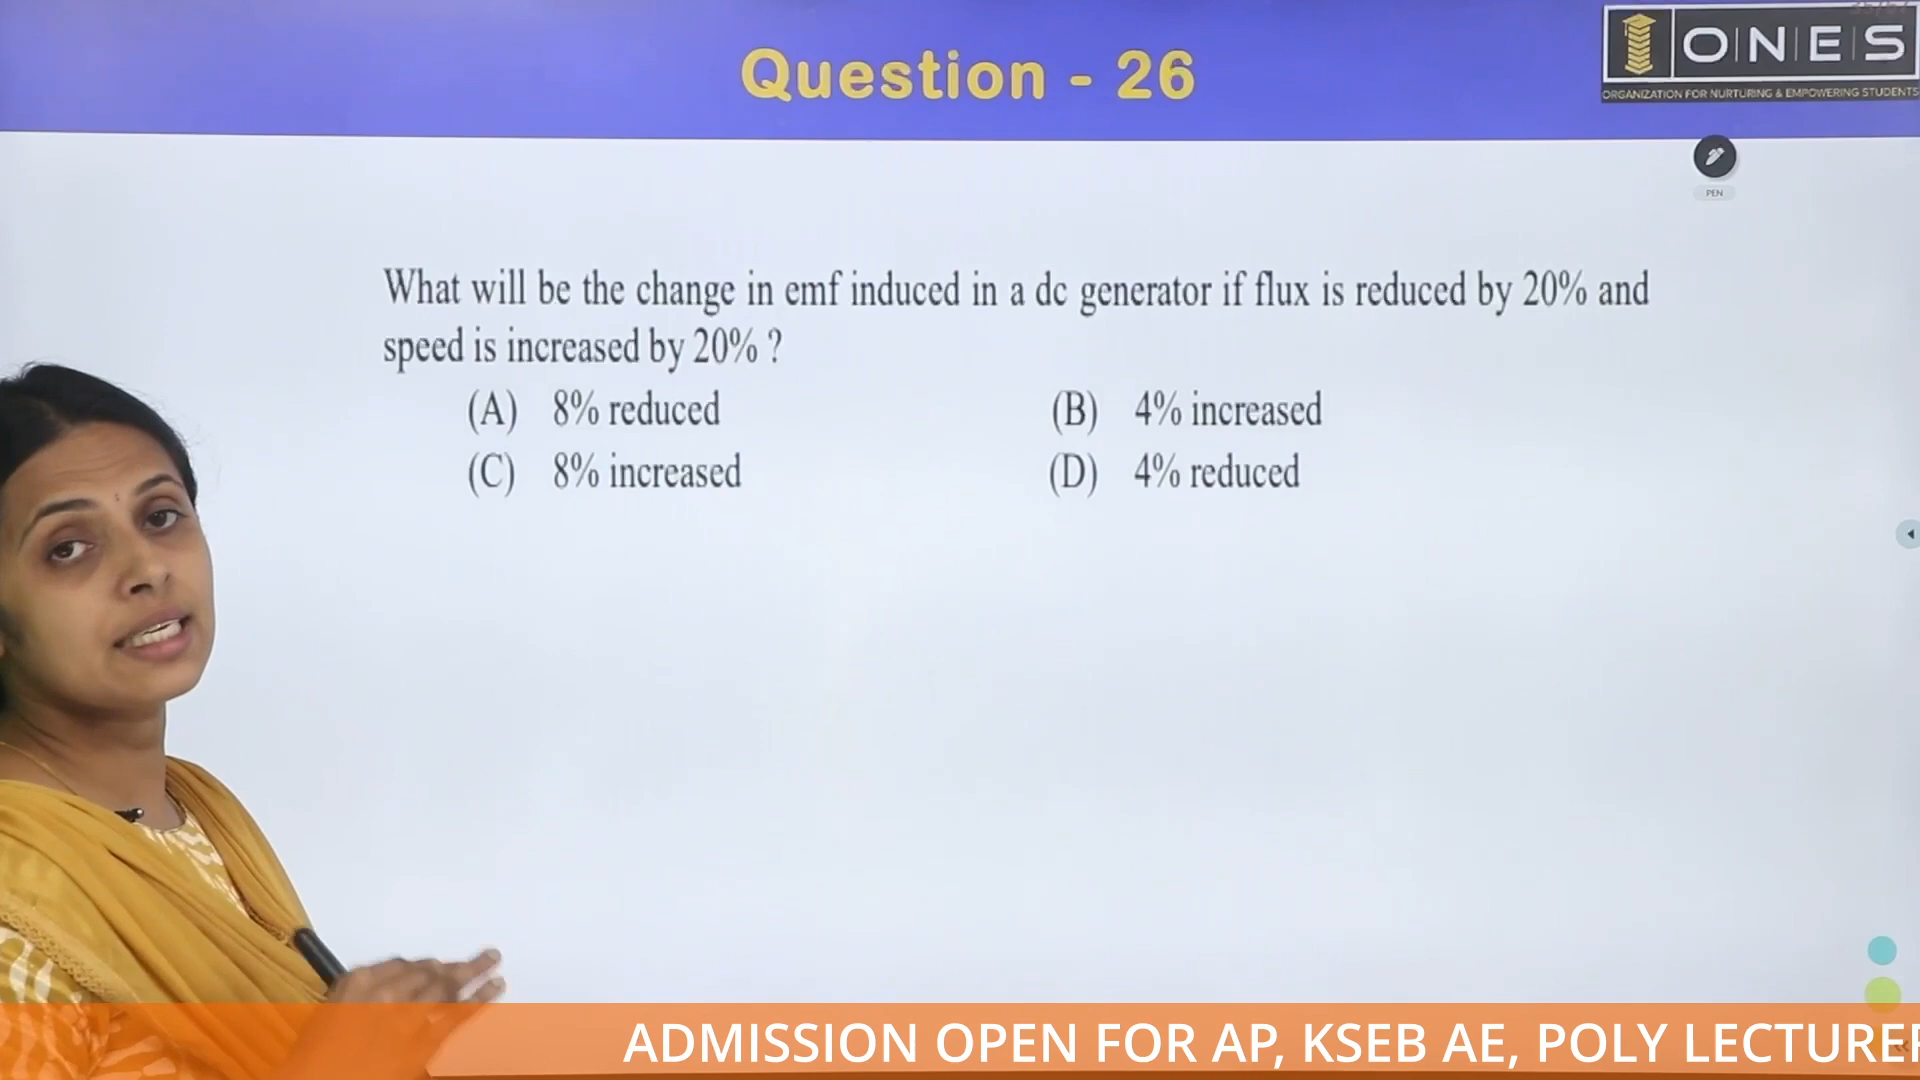 Question - 26
O|N|E|S
ORGANIZATION FOR NURTURING & EMPOWERING STUDENTS
PEN
What will be the change in emf induced in a dc generator if flux is reduced by 20% and
speed is increased by 20% ?
(A) 8% reduced
(B) 4% increased
(C) 8% increased
(D) 4% reduced
ADMISSION OPEN FOR AP, KSEB AE, POLY LECTURER